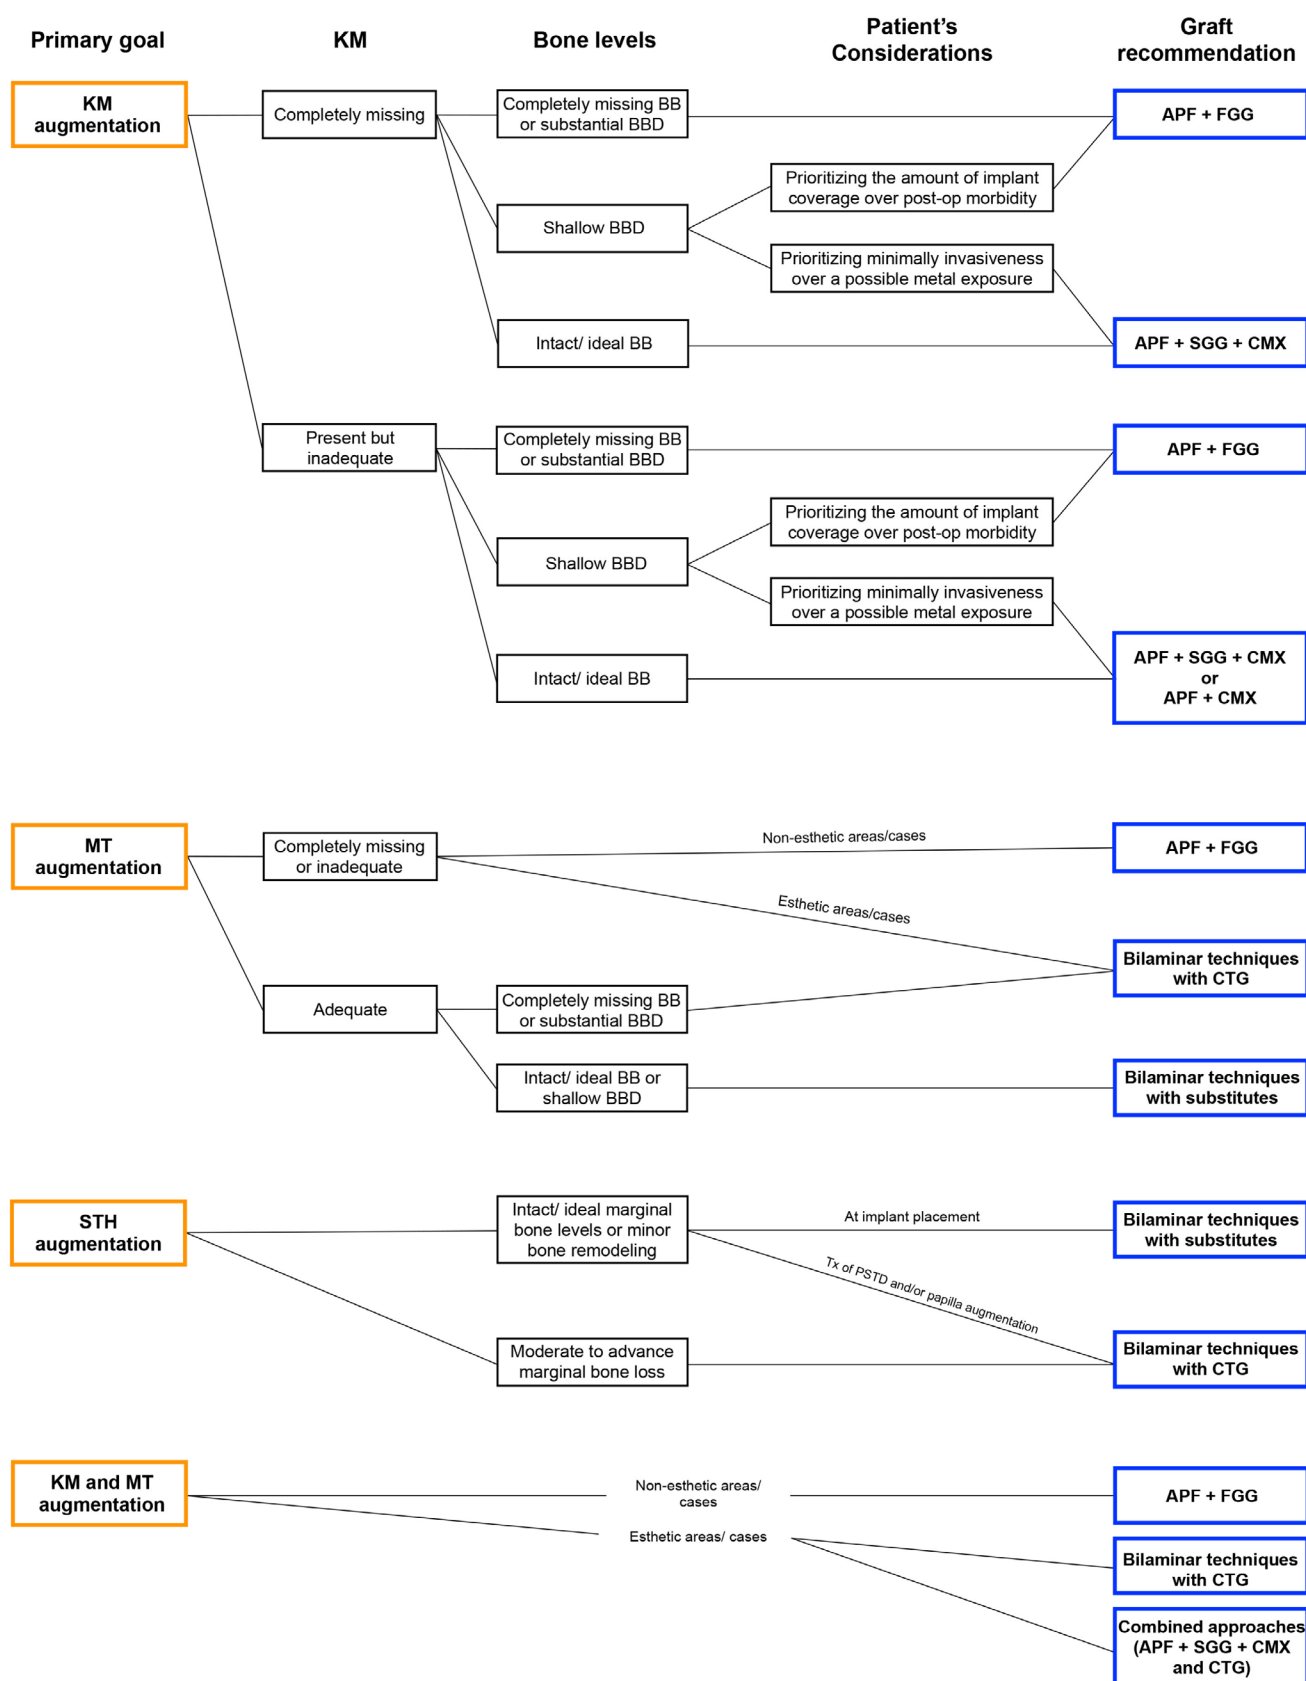 Primary goal
KM
Bone levels
Patient's
Considerations
Graft
recommendation
KM
augmentation
Completely missing
Completely missing BB
or substantial BBD
APF + FGG
Prioritizing the amount of implant
coverage over post-op morbidity
Shallow BBD
Prioritizing minimally invasiveness
over a possible metal exposure
Intact/ ideal BB
APF + SGG + CMX
Present but
inadequate
Completely missing BB
or substantial BBD
APF + FGG
Prioritizing the amount of implant
coverage over post-op morbidity
Shallow BBD
Prioritizing minimally invasiveness
over a possible metal exposure
Intact/ ideal BB
APF + SGG + CMX
or
APF + CMX
MT
augmentation
Completely missing
or inadequate
Non-esthetic areas/cases
APF + FGG
Esthetic areas/cases
Bilaminar techniques
with CTG
Adequate
Completely missing BB
or substantial BBD
Intact/ ideal BB or
shallow BBD
Bilaminar techniques
with substitutes
STH
augmentation
Intact/ ideal marginal
bone levels or minor
bone remodeling
At implant placement
Bilaminar techniques
with substitutes
Tx of PSTD and/or papilla augmentation
Moderate to advance
marginal bone loss
Bilaminar techniques
with CTG
KM and MT
augmentation
Non-esthetic areas/
cases
APF + FGG
Esthetic areas/ cases
Bilaminar techniques
with CTG
Combined approaches
(APF + SGG + CMX
and CTG)